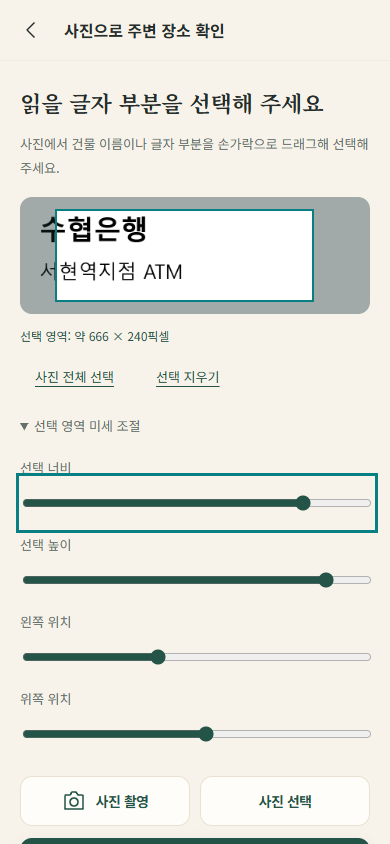 사진으로 주변 장소 확인
읽을 글자 부분을 선택해 주세요
사진에서 건물 이름이나 글자 부분을 손가락으로 드래그해 선택해
주세요.
수협은행
서현역지점 ATM
선택 영역: 약 666 × 240픽셀
사진 전체 선택 선택 지우기
▼ 선택 영역 미세 조절
선택 너비
선택 높이
왼쪽 위치
위쪽 위치
사진 촬영 사진 선택